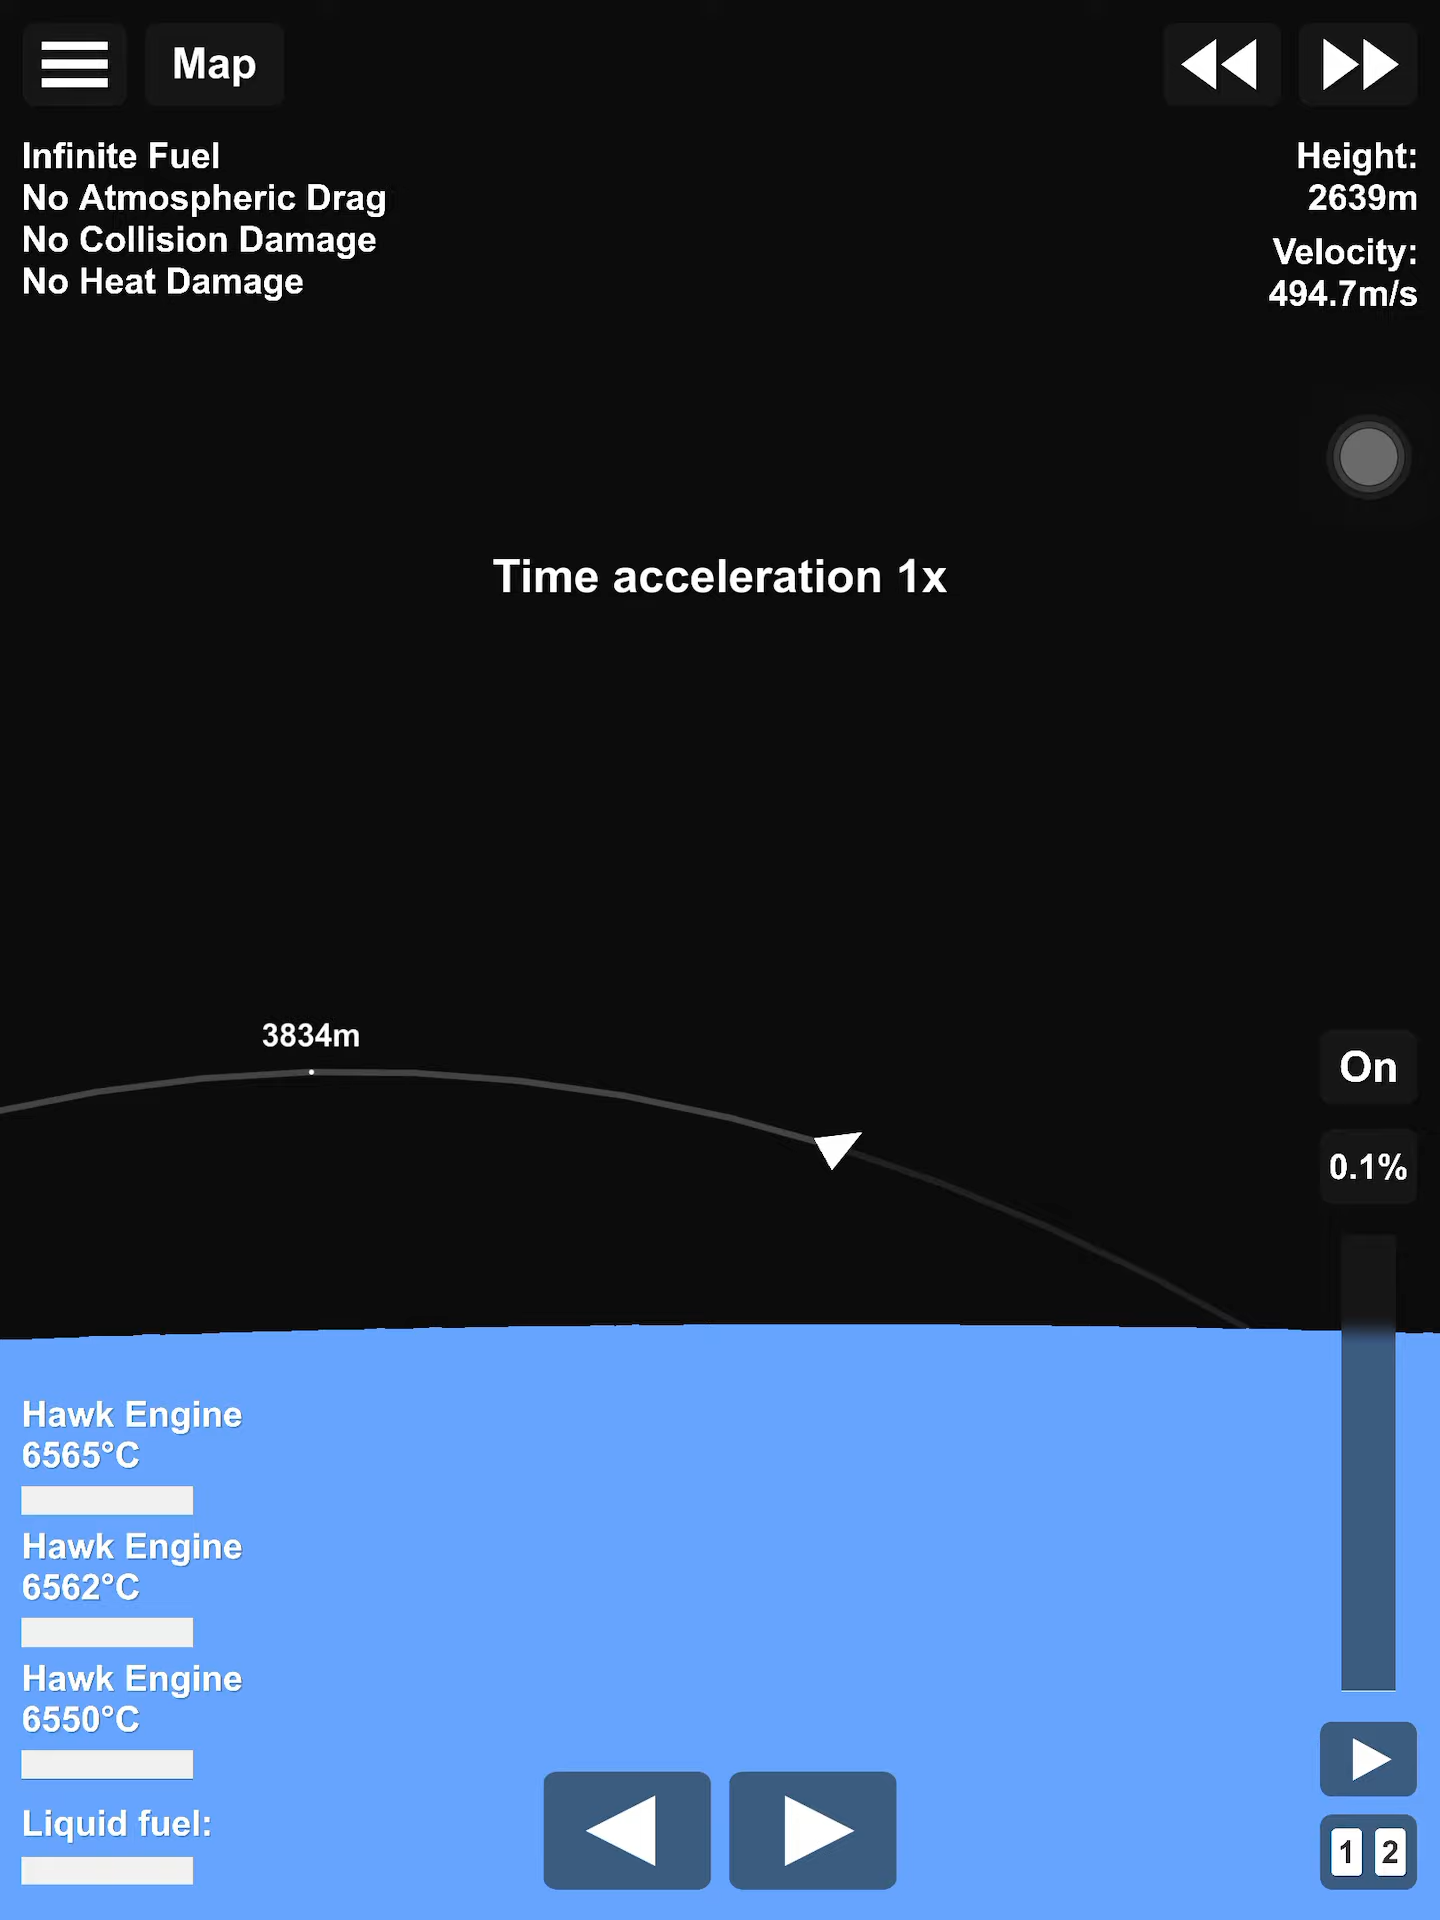 Map
Infinite Fuel
No Atmospheric Drag
No Collision Damage
No Heat Damage
Height:
2639m
Velocity:
494.7m/s
Time acceleration 1x
3834m
On
0.1%
Hawk Engine
6565°C
Hawk Engine
6562°C
Hawk Engine
6550°C
Liquid fuel:
1 2